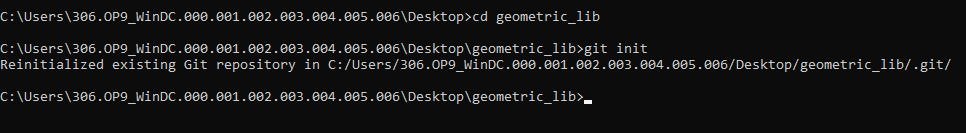 C:\Users\306.OP9_WinDC.000.001.002.003.004.005.006\Desktop>cd geometric_lib
C:\Users\306.OP9_WinDC.000.001.002.003.004.005.006\Desktop\geometric_lib>git init
Reinitialized existing Git repository in C:/Users/306.OP9_WinDC.000.001.002.003.004.005.006/Desktop/geometric_lib/.git/
C:\Users\306.OP9_WinDC.000.001.002.003.004.005.006\Desktop\geometric_lib>